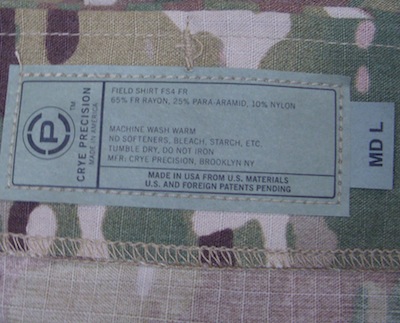 FIELD SHIRT FS4 FR
65% FR RAYON, 25% PARA-ARAMID, 10% NYLON
MACHINE WASH WARM
NO SOFTENERS, BLEACH, STARCH, ETC.
TUMBLE DRY, DO NOT IRON
MFR: CRYE PRECISION, BROOKLYN NY
MADE IN USA FROM U.S. MATERIALS
U.S. AND FOREIGN PATENTS PENDING
CP
CRYE PRECISION™
MADE IN AMERICA
MD L